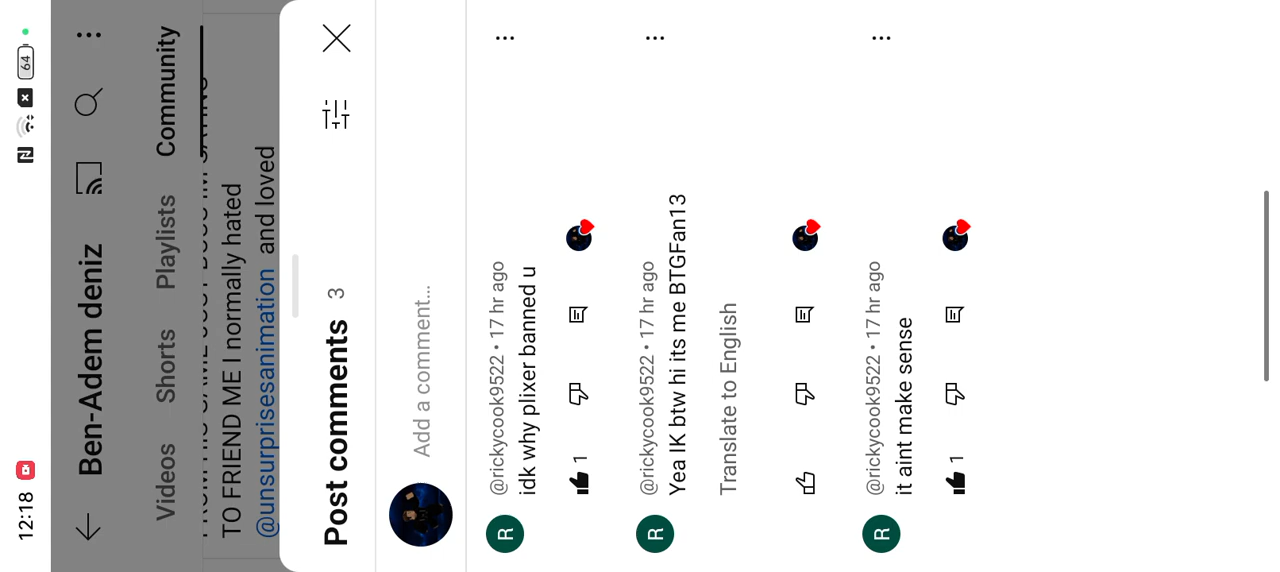 12:18
64
Ben-Adem deniz
Videos Shorts Playlists Community
TO FRIEND ME I normally hated
@unsurprisesanimation and loved
Post comments 3
Add a comment...
R
@rickycook9522 • 17 hr ago
idk why plixer banned u
1
R
@rickycook9522 • 17 hr ago
Yea IK btw hi its me BTGFan13
Translate to English
R
@rickycook9522 • 17 hr ago
it aint make sense
1